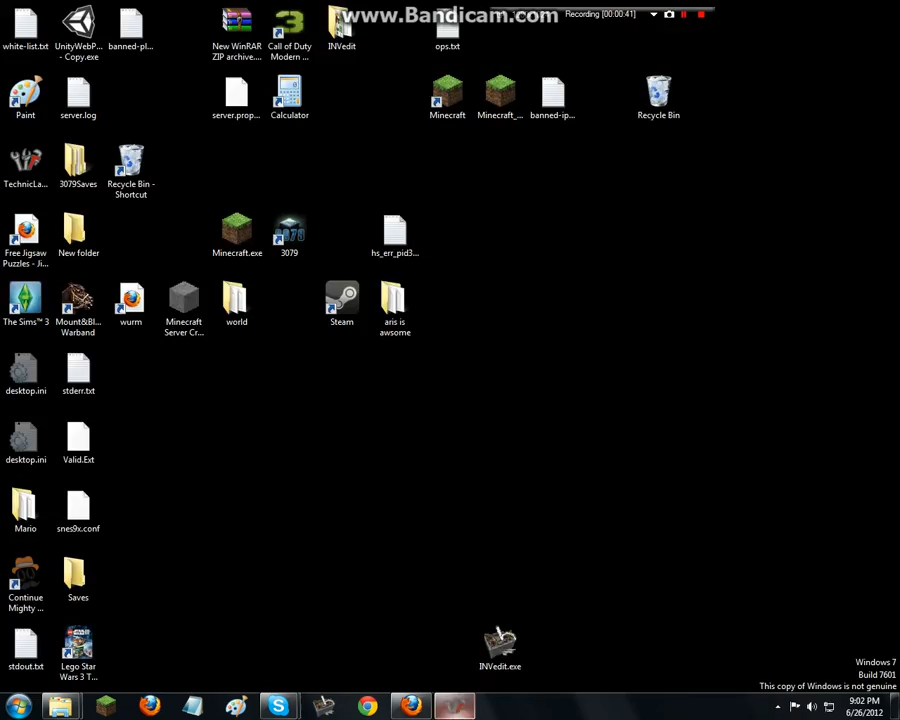 www.Bandicam.com
Recording [00:00:41]
white-list.txt
UnityWebP...
- Copy.exe
banned-pl...
New WinRAR
ZIP archive....
Call of Duty
Modern ...
INVedit
ops.txt
Paint
server.log
server.prop...
Calculator
Minecraft
Minecraft_...
banned-ip...
Recycle Bin
TechnicLa...
3079Saves
Recycle Bin -
Shortcut
Free Jigsaw
Puzzles - Ji...
New folder
Minecraft.exe
3079
hs_err_pid3...
The Sims™ 3
Mount&Bl...
Warband
wurm
Minecraft
Server Cr...
world
Steam
aris is
awsome
desktop.ini
stderr.txt
desktop.ini
Valid.Ext
Mario
snes9x.conf
Continue
Mighty ...
Saves
stdout.txt
Lego Star
Wars 3 T...
INVedit.exe
Windows 7
Build 7601
This copy of Windows is not genuine
9:02 PM
6/26/2012